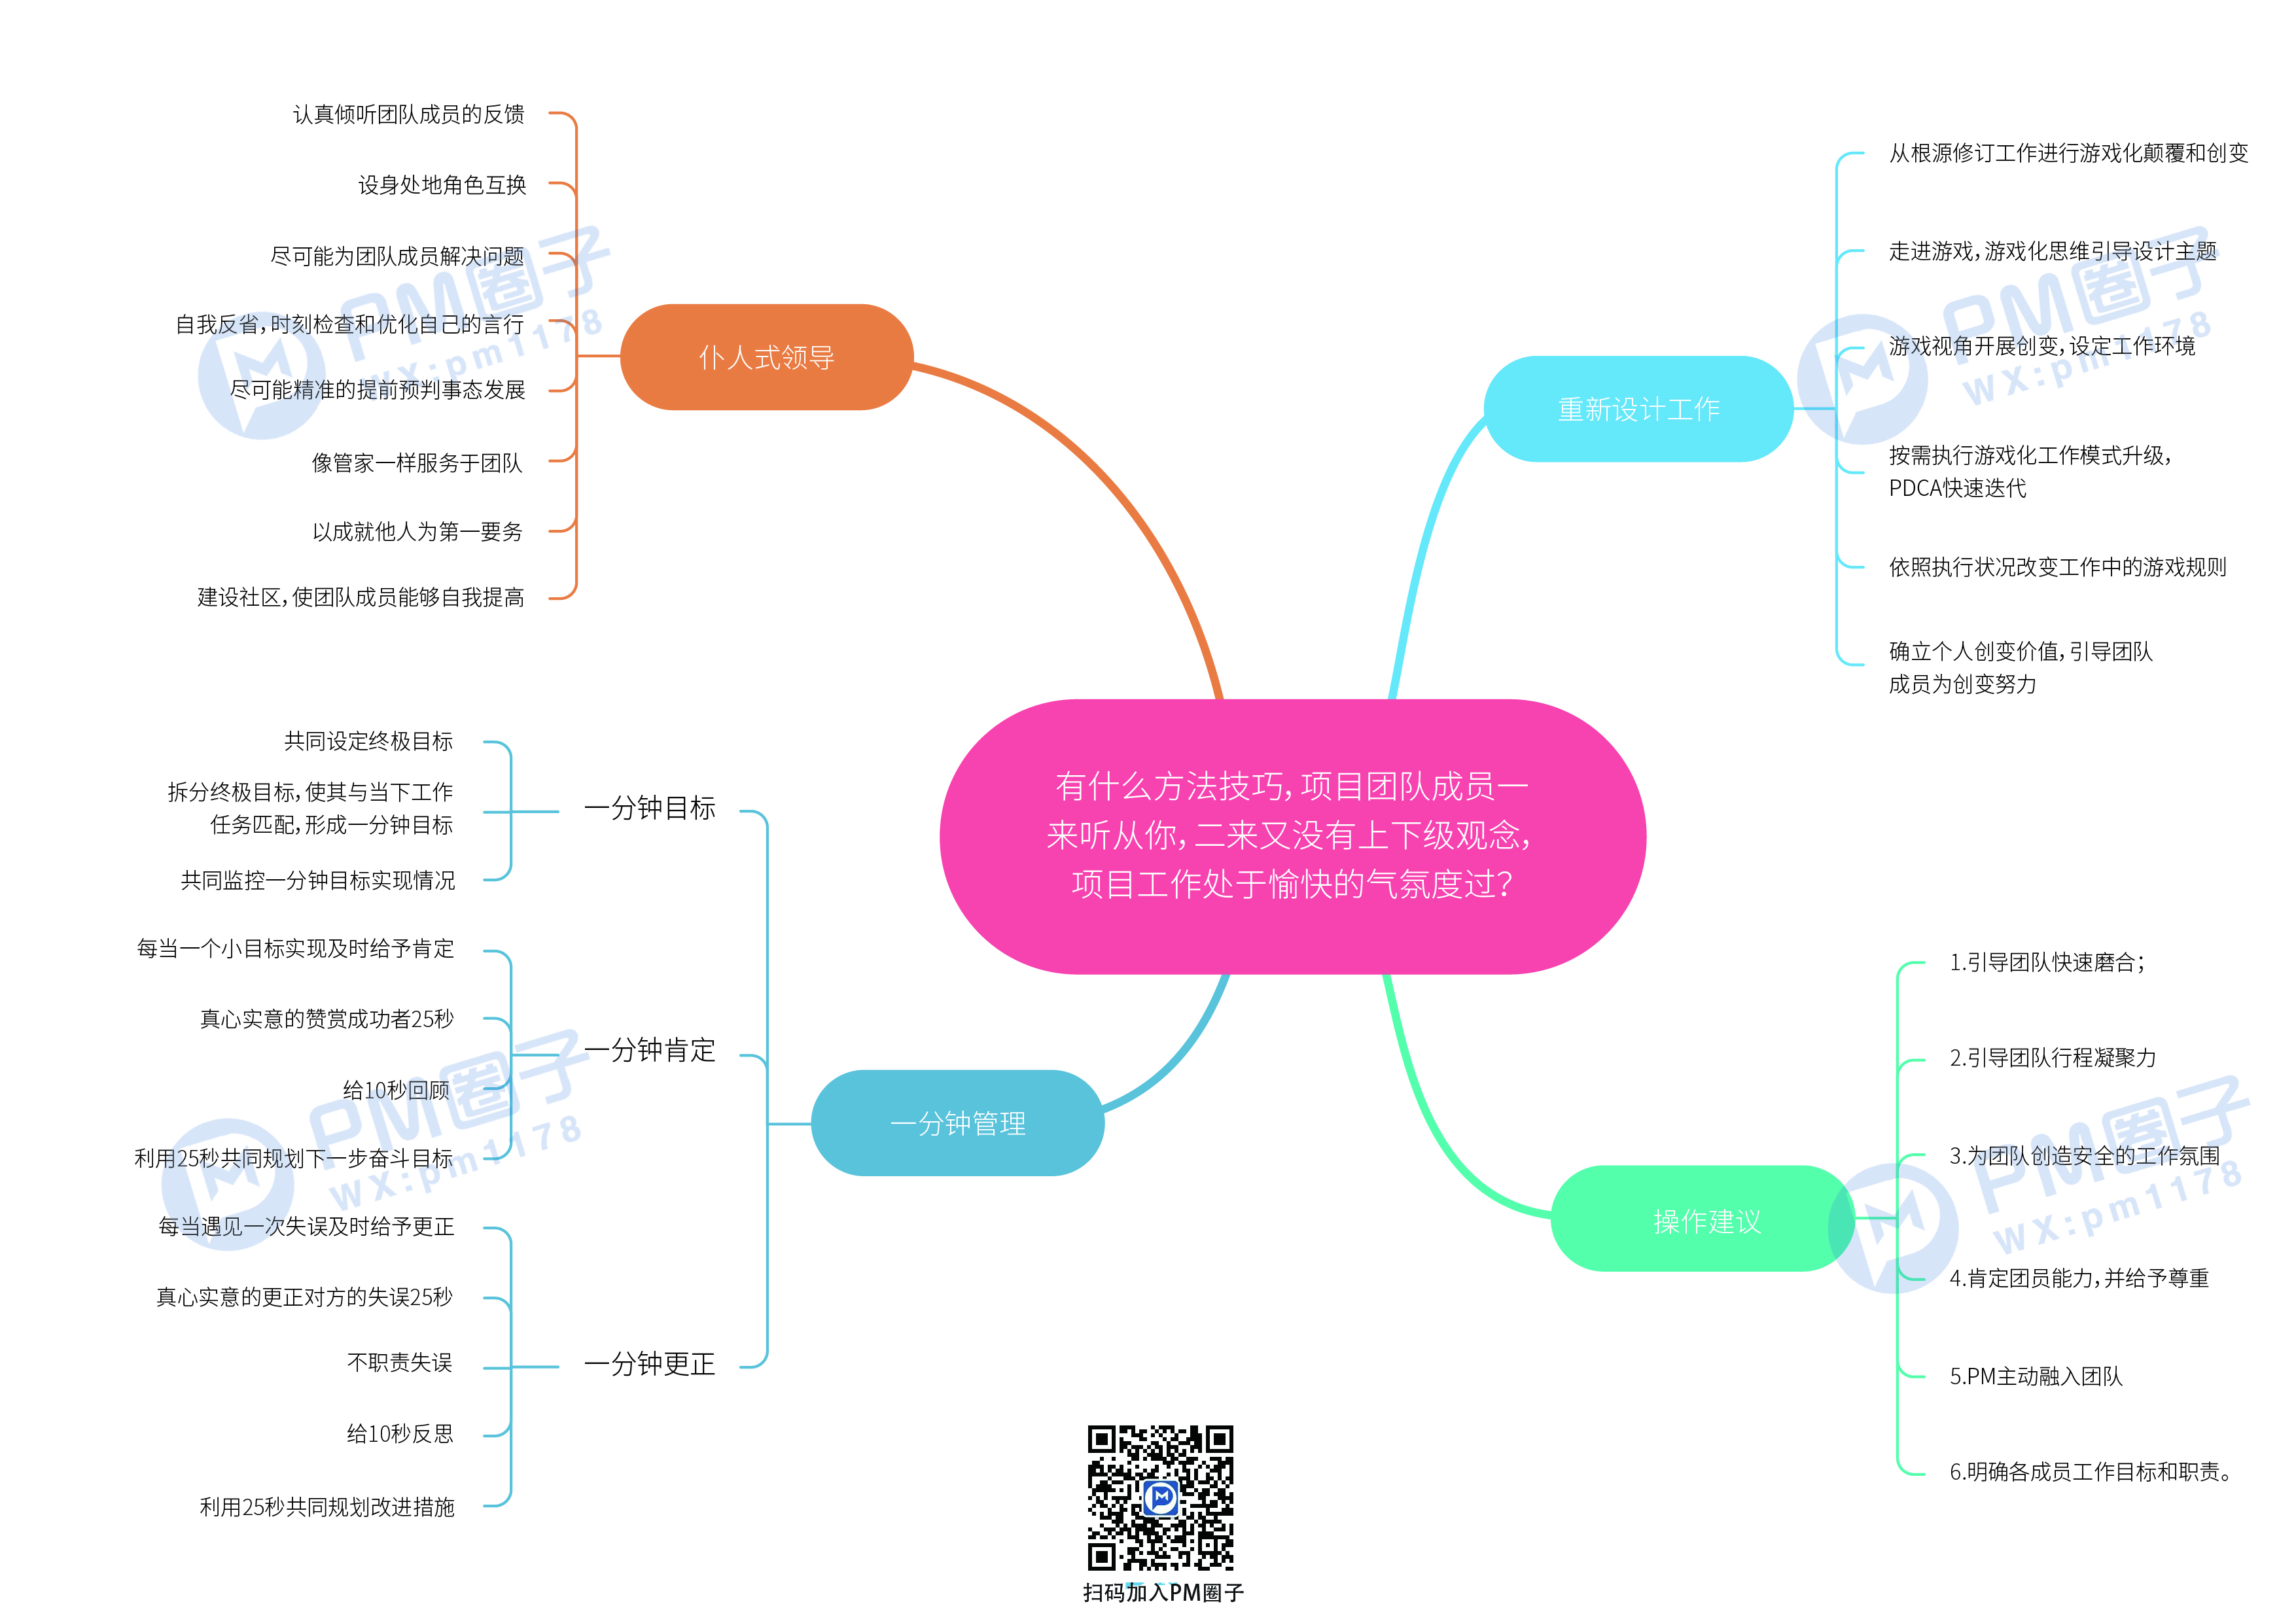 有什么方法技巧，项目团队成员一
来听从你，二来又没有上下级观念，
项目工作处于愉快的气氛度过？
仆人式领导
认真倾听团队成员的反馈
设身处地角色互换
尽可能为团队成员解决问题
自我反省，时刻检查和优化自己的言行
尽可能精准的提前预判事态发展
像管家一样服务于团队
以成就他人为第一要务
建设社区，使团队成员能够自我提高
一分钟管理
一分钟目标
共同设定终极目标
拆分终极目标，使其与当下工作
任务匹配，形成一分钟目标
共同监控一分钟目标实现情况
一分钟肯定
每当一个小目标实现及时给予肯定
真心实意的赞赏成功者25秒
给10秒回顾
利用25秒共同规划下一步奋斗目标
一分钟更正
每当遇见一次失误及时给予更正
真心实意的更正对方的失误25秒
不职责失误
给10秒反思
利用25秒共同规划改进措施
重新设计工作
从根源修订工作进行游戏化颠覆和创变
走进游戏，游戏化思维引导设计主题
游戏视角开展创变，设定工作环境
按需执行游戏化工作模式升级，
PDCA快速迭代
依照执行状况改变工作中的游戏规则
确立个人创变价值，引导团队
成员为创变努力
操作建议
1.引导团队快速磨合；
2.引导团队行程凝聚力
3.为团队创造安全的工作氛围
4.肯定团员能力，并给予尊重
5.PM主动融入团队
6.明确各成员工作目标和职责。
扫码加入PM圈子
PM圈子
WX:pm1178
PM圈子
WX:pm1178
PM圈子
WX:pm1178
PM圈子
WX:pm1178